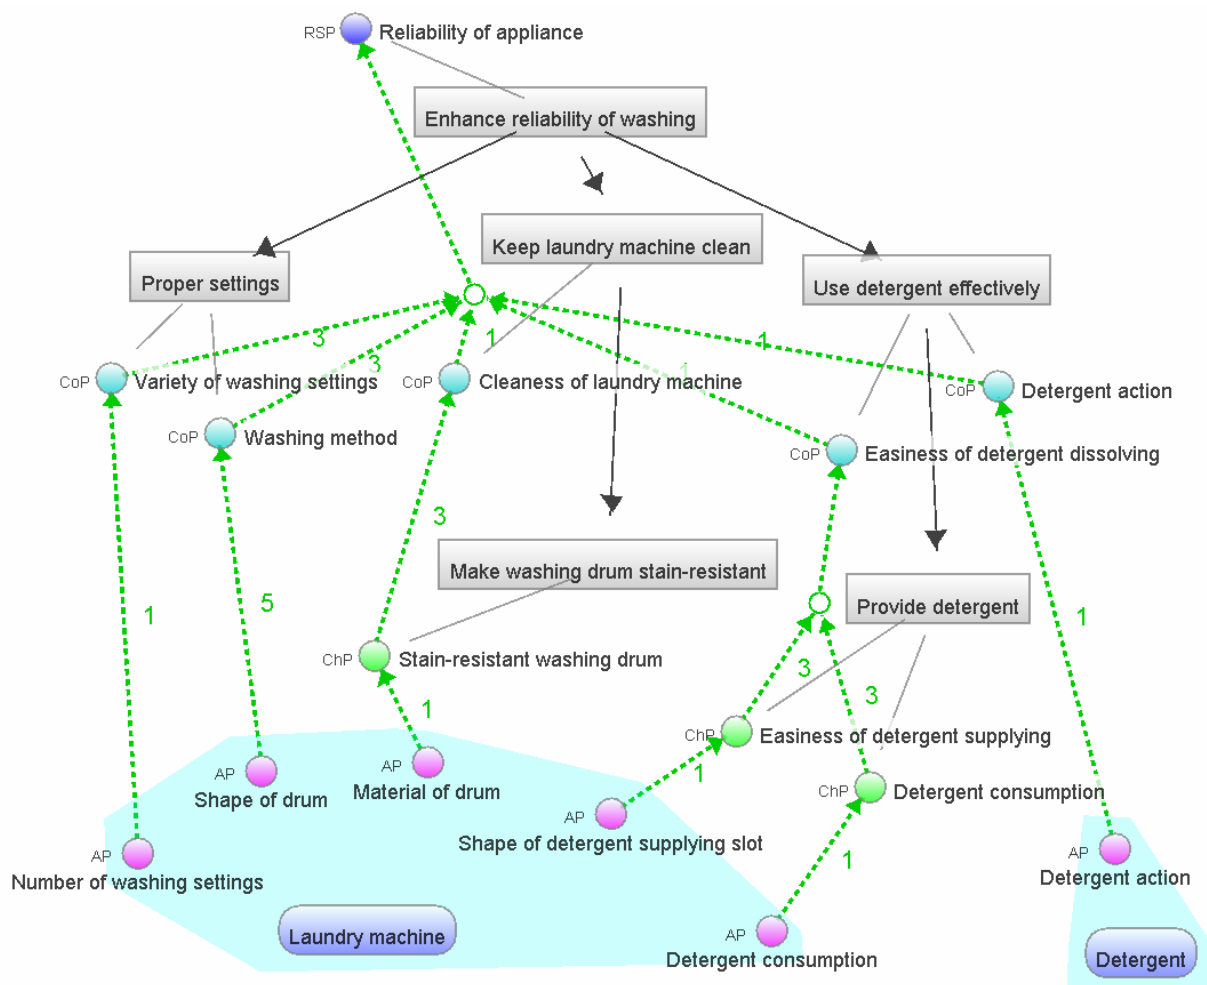 RSP Reliability of appliance
Enhance reliability of washing
Keep laundry machine clean
Proper settings
Use detergent effectively
3
1
1
3
1
CoP Variety of washing settings
CoP Cleaness of laundry machine
CoP Detergent action
CoP Washing method
CoP Easiness of detergent dissolving
3
Make washing drum stain-resistant
Provide detergent
1
5
1
ChP Stain-resistant washing drum
3
3
1
ChP Easiness of detergent supplying
AP
Shape of drum
AP
Material of drum
1
ChP Detergent consumption
AP
Shape of detergent supplying slot
AP
Number of washing settings
1
AP
Detergent action
Laundry machine
AP
Detergent consumption
Detergent